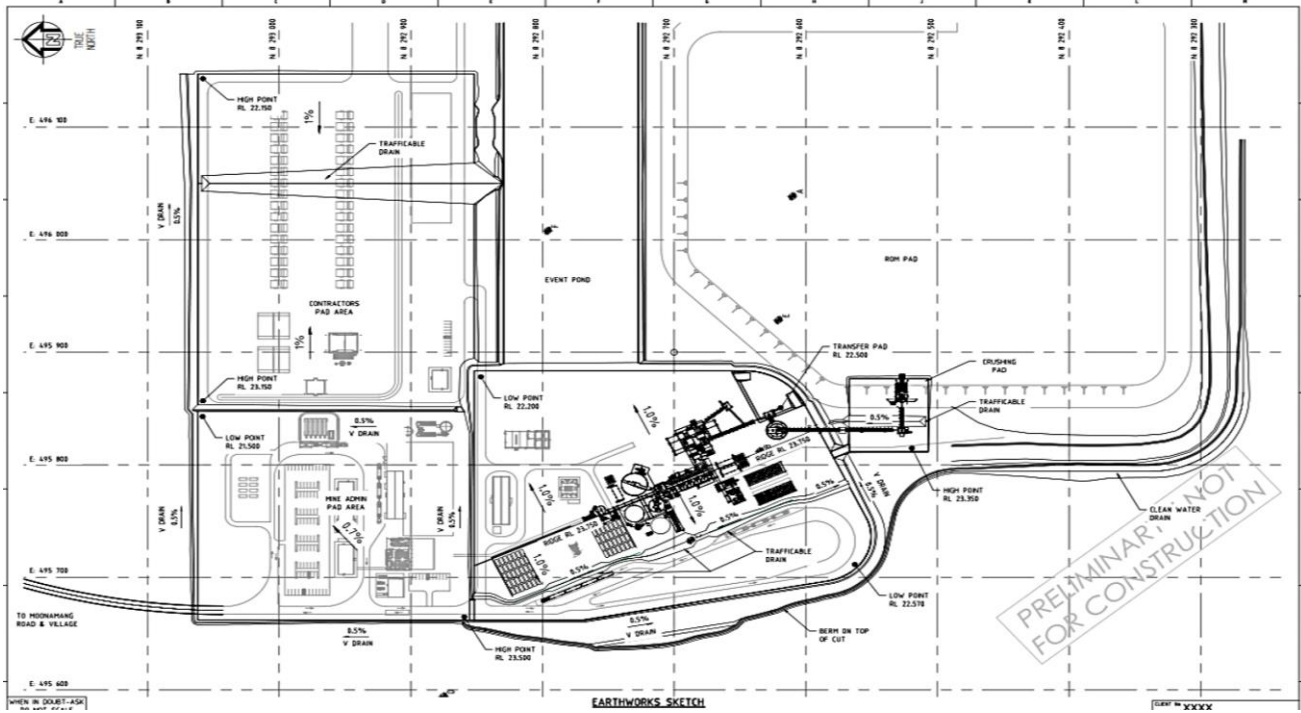 TRUE
NORTH
N: 8 293 100
N: 8 293 000
N: 8 292 900
N: 8 292 800
N: 8 292 700
N: 8 292 600
N: 8 292 500
N: 8 292 400
N: 8 292 300
HIGH POINT
RL 22.150
1%
E: 496 100
TRAFFICABLE
DRAIN
V DRAIN
0.5%
E: 496 000
ROM PAD
EVENT POND
CONTRACTORS
PAD AREA
1%
E: 495 900
TRANSFER PAD
RL 22.500
CRUSHING
PAD
HIGH POINT
RL 23.150
LOW POINT
RL 22.200
TRAFFICABLE
DRAIN
0.5%
1.0%
LOW POINT
RL 21.500
0.5%
V DRAIN
E: 495 800
RIDGE RL 23.750
HIGH POINT
RL 23.350
V DRAIN
0.5%
MINE ADMIN
PAD AREA
0.7%
V DRAIN
0.5%
V DRAIN
0.5%
1.0%
1.0%
0.5%
CLEAN WATER
DRAIN
RIDGE RL 23.750
1.0%
0.5%
TRAFFICABLE
DRAIN
E: 495 700
LOW POINT
RL 22.570
PRELIMINARY: NOT
FOR CONSTRUCTION
TO MOONAMANG
ROAD & VILLAGE
0.5%
V DRAIN
0.5%
V DRAIN
BERM ON TOP
OF CUT
HIGH POINT
RL 23.500
E: 495 600
WHEN IN DOUBT-ASK
DO NOT SCALE
EARTHWORKS SKETCH
CLIENT No XXXX